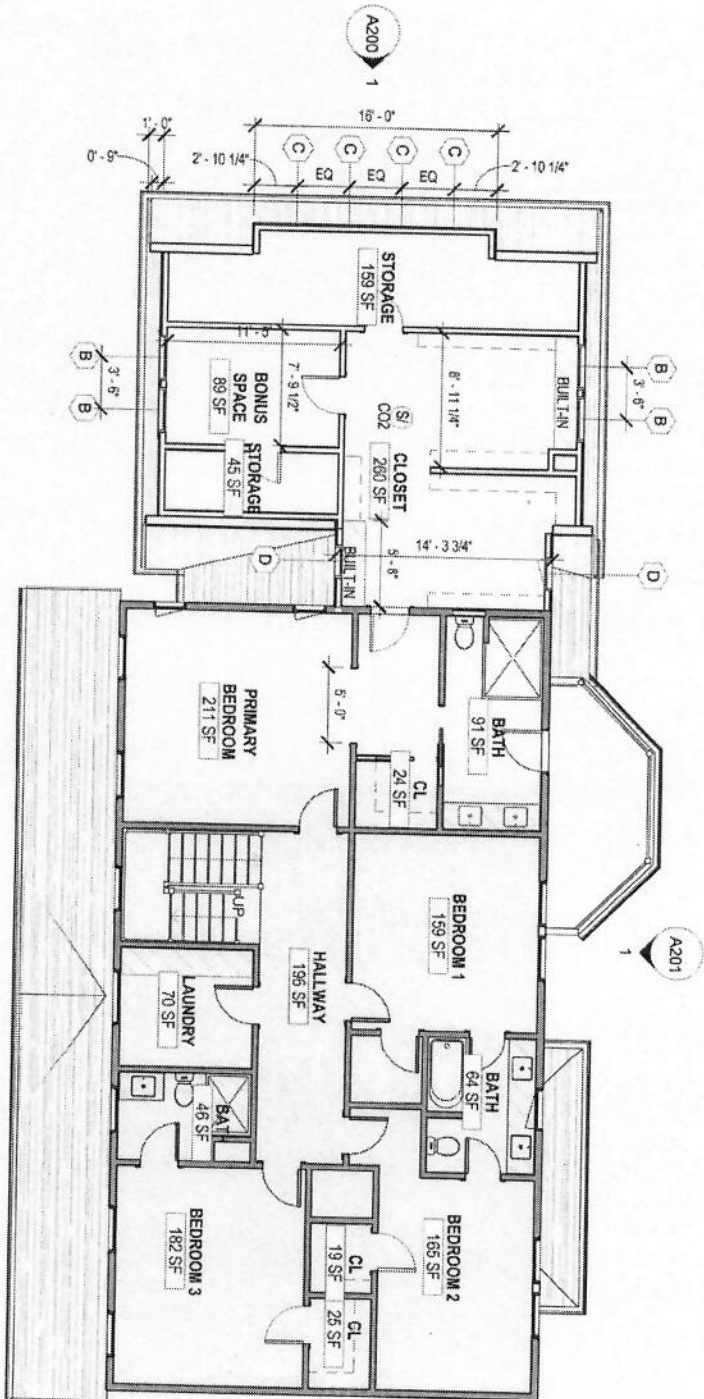 A200
1
16' - 0"
1' - 0"
0' - 9"
2' - 10 1/4"
C
EQ
C
EQ
C
EQ
C
2' - 10 1/4"
STORAGE
159 SF
11' - 5"
B
3' - 6"
B
BONUS
SPACE
89 SF
7' - 9 1/2"
STORAGE
45 SF
S/
CO2
8' - 11 1/4"
BUILT-IN
B
3' - 6"
B
CLOSET
260 SF
14' - 3 3/4"
5' - 8"
BUILT-IN
D
D
PRIMARY
BEDROOM
211 SF
5' - 0"
BATH
91 SF
CL
24 SF
A201
1
UP
BEDROOM 1
159 SF
HALLWAY
196 SF
LAUNDRY
70 SF
BATH
64 SF
BAT
46 SF
BEDROOM 2
165 SF
CL
19 SF
CL
25 SF
BEDROOM 3
182 SF